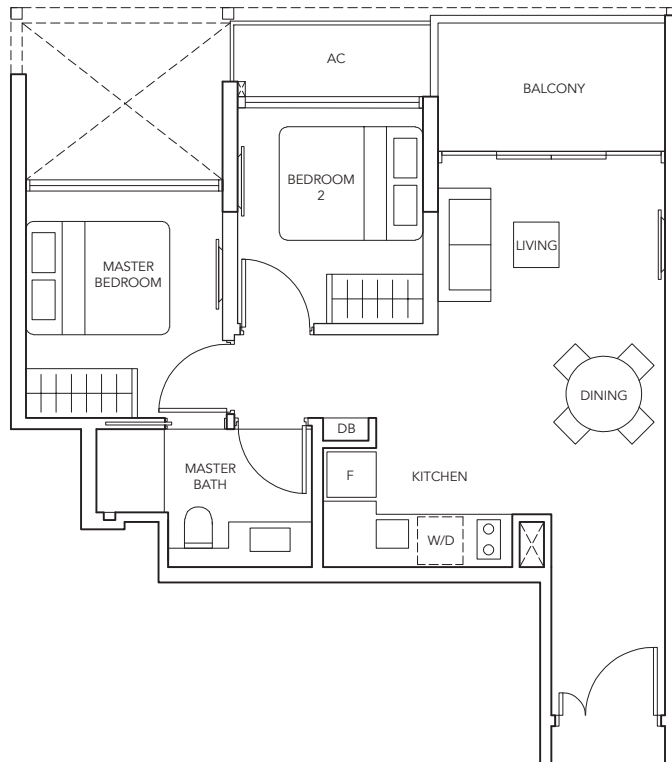 AC
BALCONY
BEDROOM
2
LIVING
MASTER
BEDROOM
DINING
DB
MASTER
BATH
F
KITCHEN
W/D